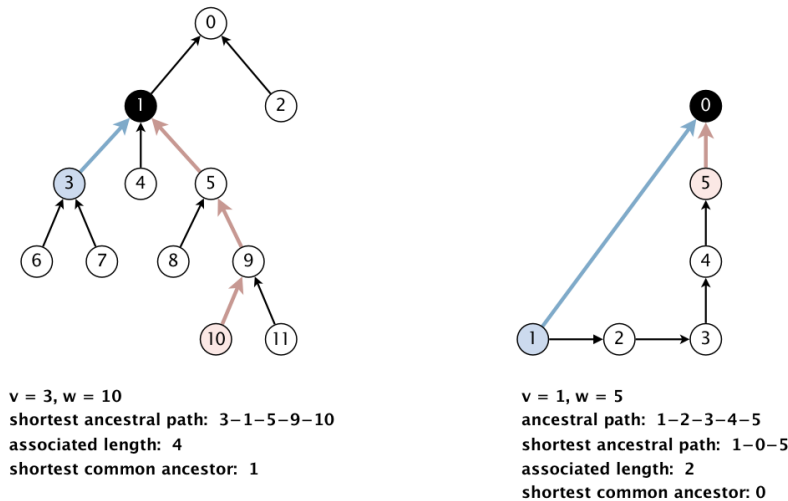 0
1
2
3
4
5
6
7
8
9
10
11
v = 3, w = 10
shortest ancestral path: 3−1−5−9−10
associated length: 4
shortest common ancestor: 1
0
5
4
1
2
3
v = 1, w = 5
ancestral path: 1−2−3−4−5
shortest ancestral path: 1−0−5
associated length: 2
shortest common ancestor: 0